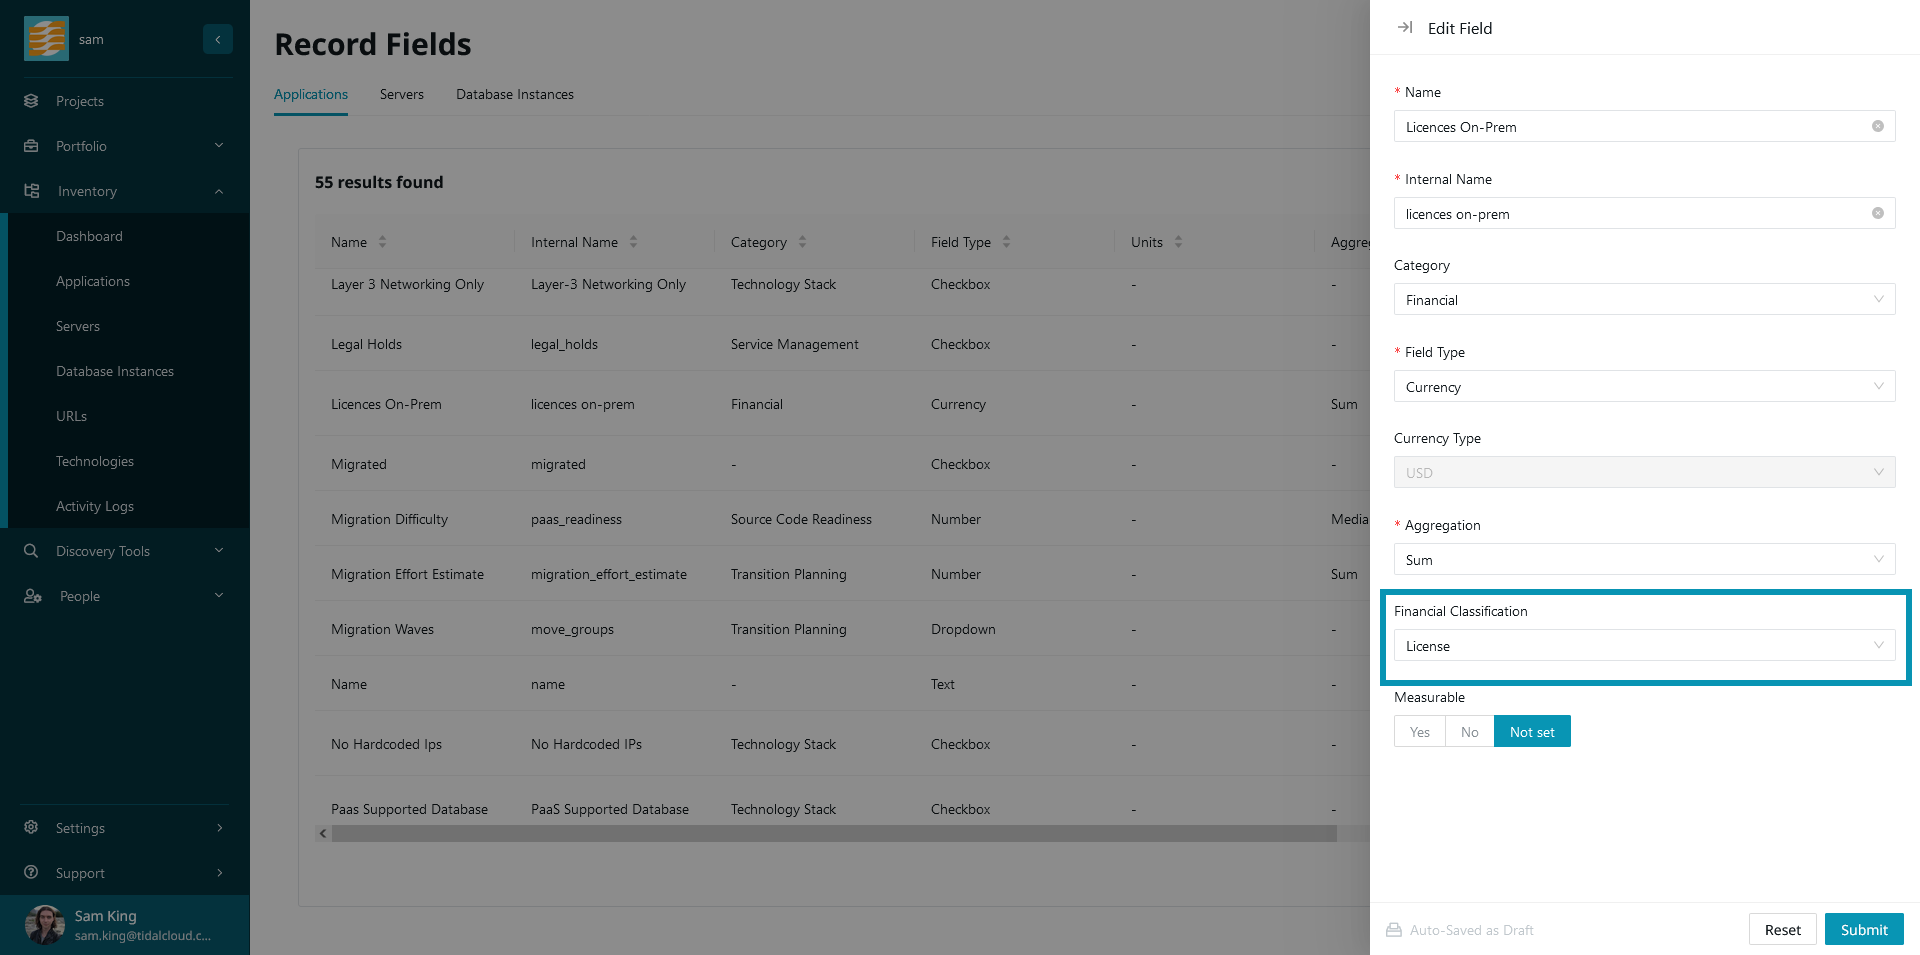 sam
Projects
Portfolio
Inventory
Dashboard
Applications
Servers
Database Instances
URLs
Technologies
Activity Logs
Discovery Tools
People
Settings
Support
Sam King
sam.king@tidalcloud.c...
Record Fields
Applications Servers Database Instances
55 results found
Name Internal Name Category Field Type Units Aggre
Layer 3 Networking Only Layer-3 Networking Only Technology Stack Checkbox - -
Legal Holds legal_holds Service Management Checkbox - -
Licences On-Prem licences on-prem Financial Currency - Sum
Migrated migrated - Checkbox - -
Migration Difficulty paas_readiness Source Code Readiness Number - Media
Migration Effort Estimate migration_effort_estimate Transition Planning Number - Sum
Migration Waves move_groups Transition Planning Dropdown - -
Name name - Text - -
No Hardcoded Ips No Hardcoded IPs Technology Stack Checkbox - -
Paas Supported Database PaaS Supported Database Technology Stack Checkbox - -
Edit Field
* Name
Licences On-Prem
* Internal Name
licences on-prem
Category
Financial
* Field Type
Currency
Currency Type
USD
* Aggregation
Sum
Financial Classification
License
Measurable
Yes No Not set
Auto-Saved as Draft Reset Submit